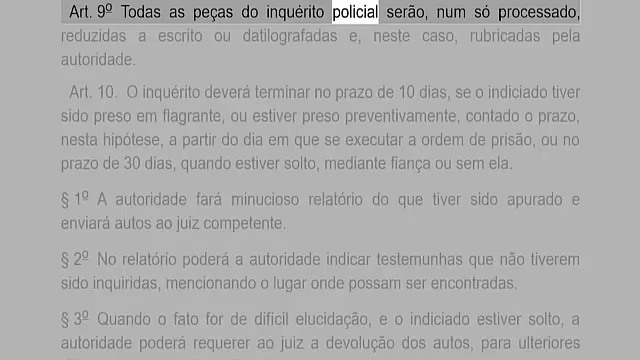 Art. 9º Todas as peças do inquérito policial serão, num só processado,
reduzidas a escrito ou datilografadas e, neste caso, rubricadas pela
autoridade.
Art. 10. O inquérito deverá terminar no prazo de 10 dias, se o indiciado tiver
sido preso em flagrante, ou estiver preso preventivamente, contado o prazo,
nesta hipótese, a partir do dia em que se executar a ordem de prisão, ou no
prazo de 30 dias, quando estiver solto, mediante fiança ou sem ela.
§ 1º A autoridade fará minucioso relatório do que tiver sido apurado e
enviará autos ao juiz competente.
§ 2º No relatório poderá a autoridade indicar testemunhas que não tiverem
sido inquiridas, mencionando o lugar onde possam ser encontradas.
§ 3º Quando o fato for de difícil elucidação, e o indiciado estiver solto, a
autoridade poderá requerer ao juiz a devolução dos autos, para ulteriores